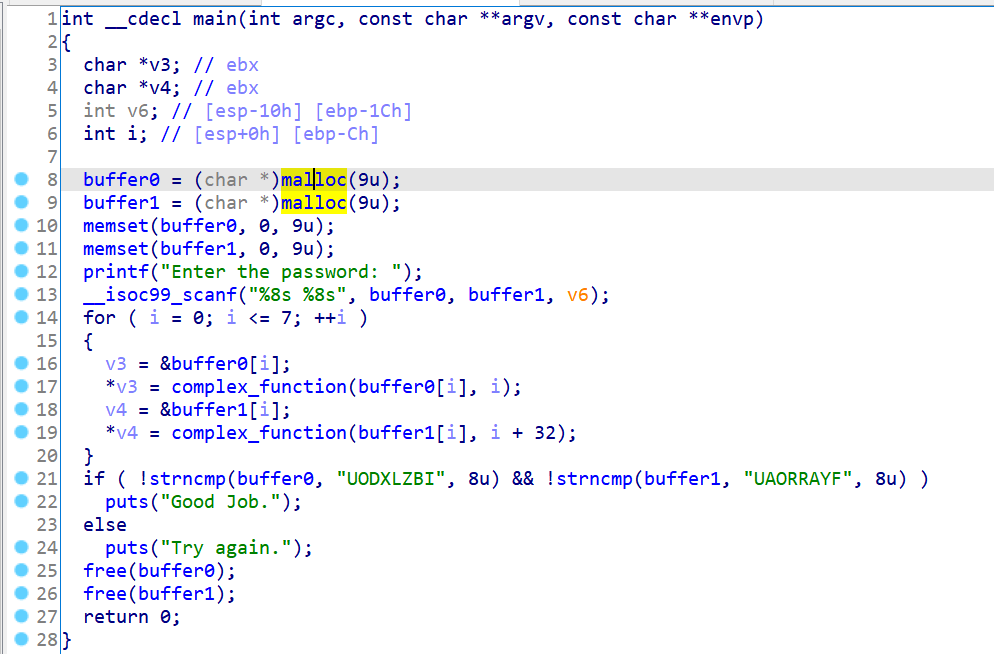 1 int __cdecl main(int argc, const char **argv, const char **envp)
2 {
3   char *v3; // ebx
4   char *v4; // ebx
5   int v6; // [esp-10h] [ebp-1Ch]
6   int i; // [esp+0h] [ebp-Ch]
7
8   buffer0 = (char *)malloc(9u);
9   buffer1 = (char *)malloc(9u);
10   memset(buffer0, 0, 9u);
11   memset(buffer1, 0, 9u);
12   printf("Enter the password: ");
13   __isoc99_scanf("%8s %8s", buffer0, buffer1, v6);
14   for ( i = 0; i <= 7; ++i )
15   {
16     v3 = &buffer0[i];
17     *v3 = complex_function(buffer0[i], i);
18     v4 = &buffer1[i];
19     *v4 = complex_function(buffer1[i], i + 32);
20   }
21   if ( !strncmp(buffer0, "UODXLZBI", 8u) && !strncmp(buffer1, "UAORRAYF", 8u) )
22     puts("Good Job.");
23   else
24     puts("Try again.");
25   free(buffer0);
26   free(buffer1);
27   return 0;
28 }